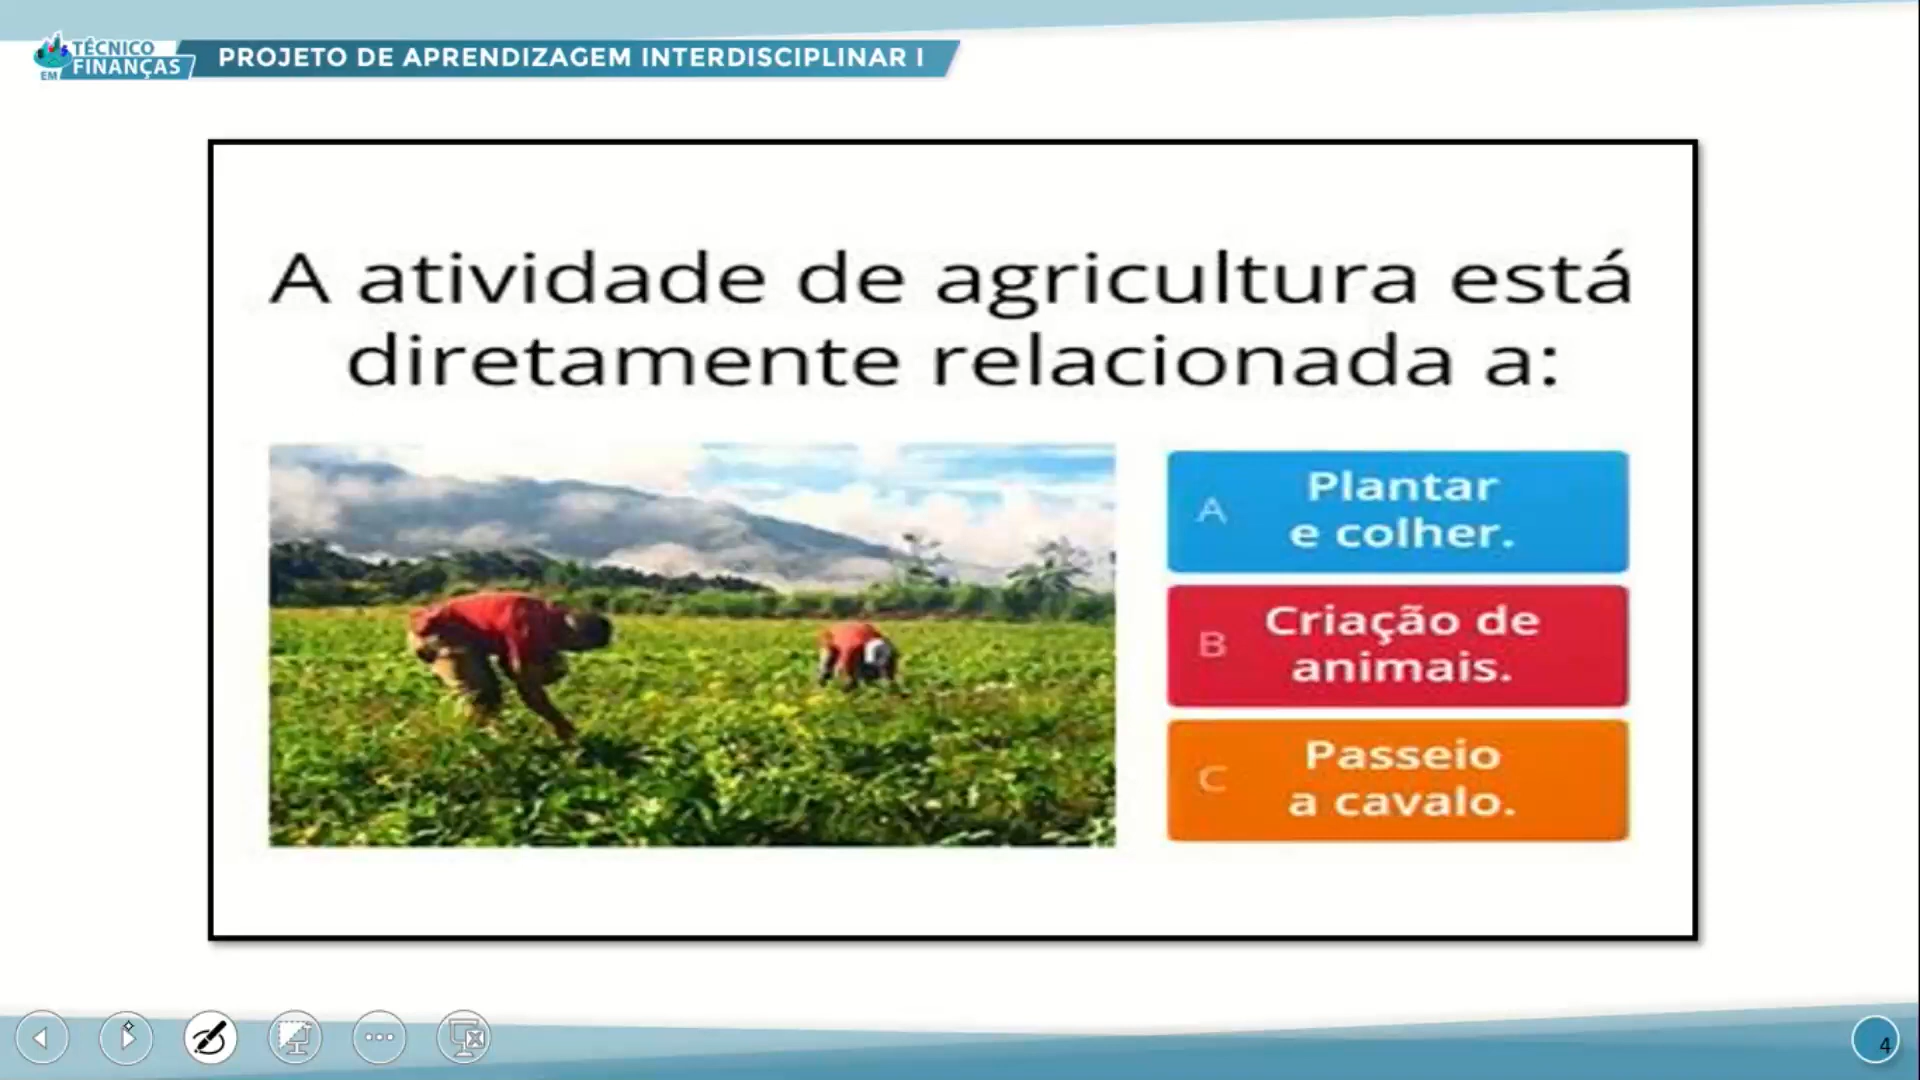 TÉCNICO
EM FINANÇAS
PROJETO DE APRENDIZAGEM INTERDISCIPLINAR I
A atividade de agricultura está
diretamente relacionada a:
A
Plantar
e colher.
B
Criação de
animais.
C
Passeio
a cavalo.
4